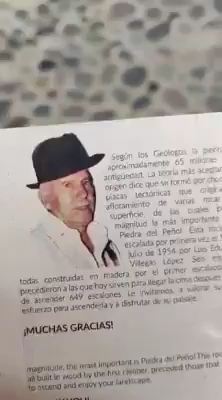 Según los Geólogos la piedra
aproximadamente 65 millones
antigüedad. La teoría más acepta
origen dice que se formó por choq
placas tectónicas que origin
afloramiento de varias rocas
superficie, de las cuales p
magnitud la más importante
Piedra del Peñol. Esta roca
escalada por primera vez el
Julio de 1954 por Luis Edu
Villegas López. Seis
todas construidas en madera por el primer escalador
precedieron a las que hoy sirven para llegar la cima después
de ascender 649 escalones. Le invitamos a valorar su
esfuerzo para ascenderla y a disfrutar de su paisaje.
¡MUCHAS GRACIAS!
magnitude, the most important is Piedra del Peñol. This roc
all built in wood by the first climber, preceded those that
to ascend and enjoy your landscape.